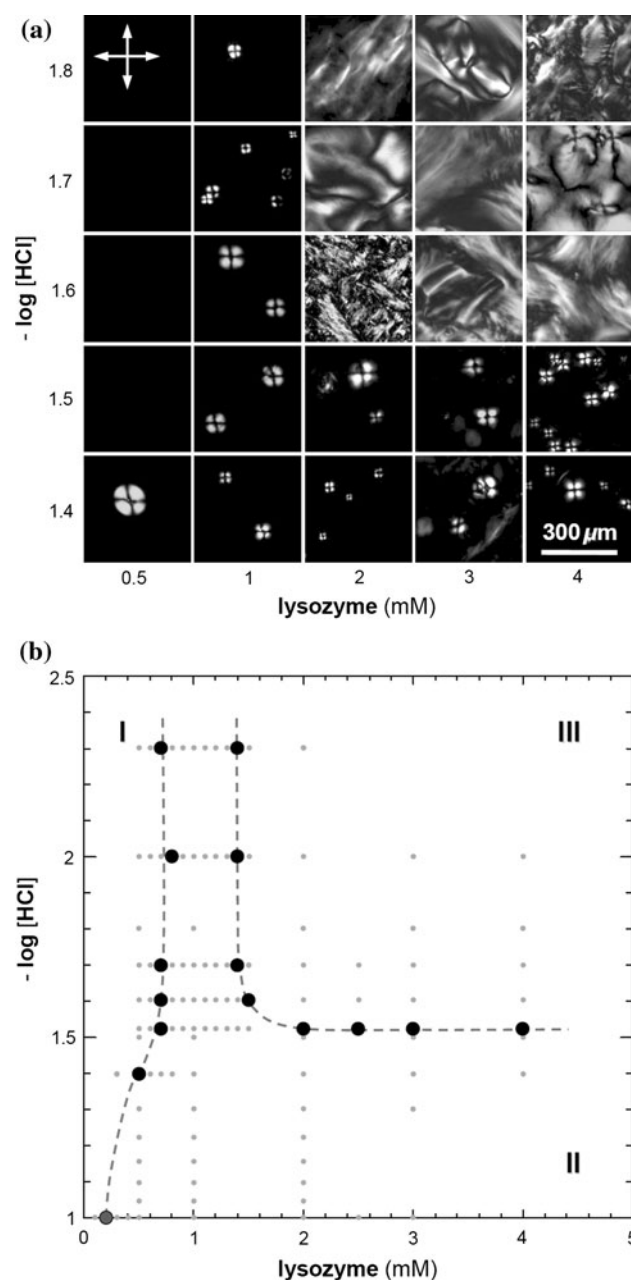 (a)
1.8
1.7
1.6
1.5
1.4
- log [HCl]
300 µm
0.5 1 2 3 4
lysozyme (mM)
(b)
2.5
2
1.5
1
- log [HCl]
I
III
II
0 1 2 3 4 5
lysozyme (mM)